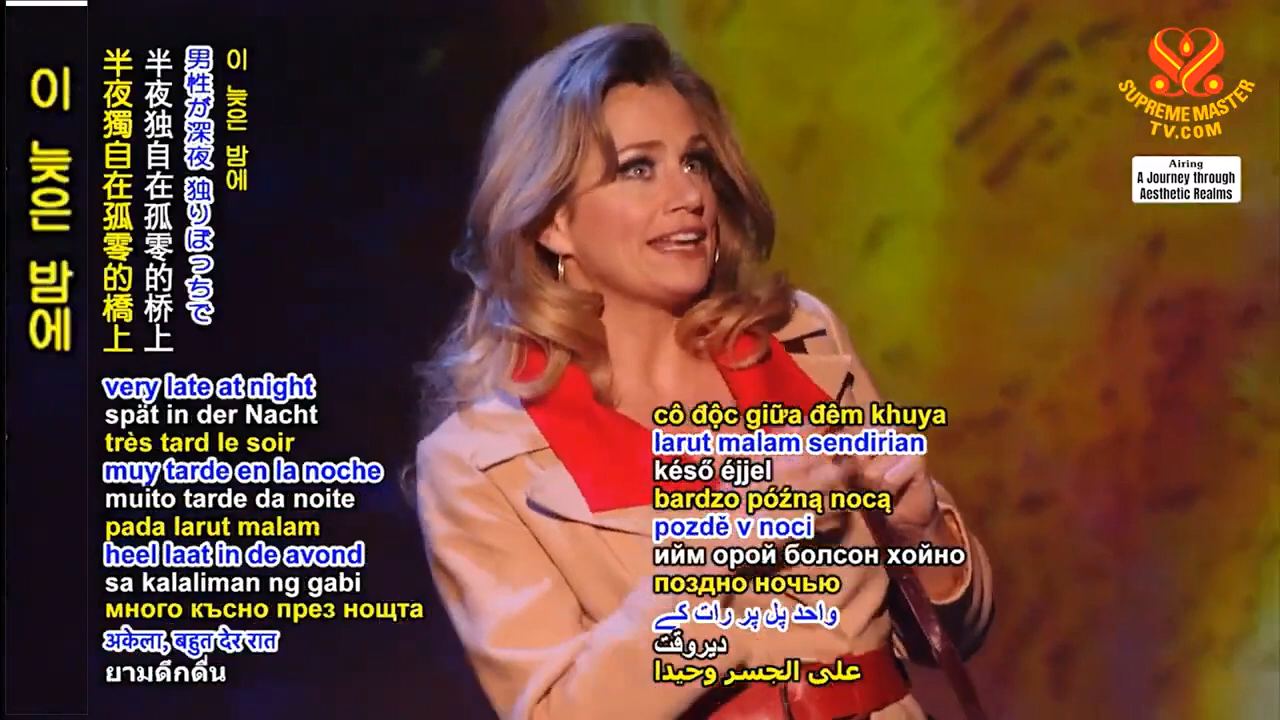 이 늦은 밤에
半夜獨自在孤零的橋上
半夜独自在孤零的桥上
男性が深夜 独りぼっちで
이 늦은 밤에
SUPREME MASTER
TV.COM
Airing
A Journey through
Aesthetic Realms
very late at night
spät in der Nacht
très tard le soir
muy tarde en la noche
muito tarde da noite
pada larut malam
heel laat in de avond
sa kalaliman ng gabi
много късно през нощта
अकेला, बहुत देर रात
ยามดึกดื่น
cô độc giữa đêm khuya
larut malam sendirian
késő éjjel
bardzo późną nocą
pozdě v noci
ийм орой болсон хойно
поздно ночью
واحد پل پر رات کے
دیروقت
على الجسر وحيدا